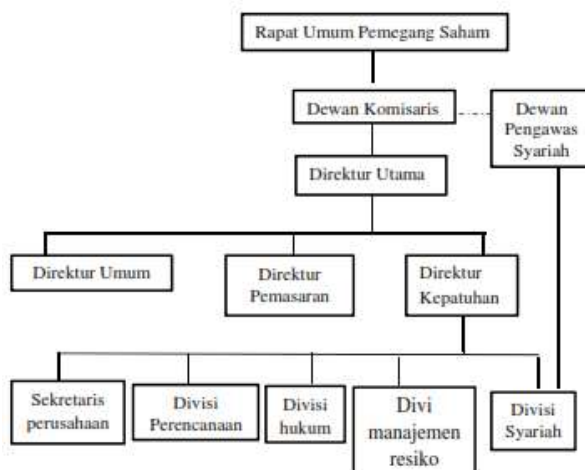 Rapat Umum Pemegang Saham
Dewan Komisaris
Dewan
Pengawas
Syariah
Direktur Utama
Direktur Umum
Direktur
Pemasaran
Direktur
Kepatuhan
Sekretaris
perusahaan
Divisi
Perencanaan
Divisi
hukum
Divi
manajemen
resiko
Divisi
Syariah